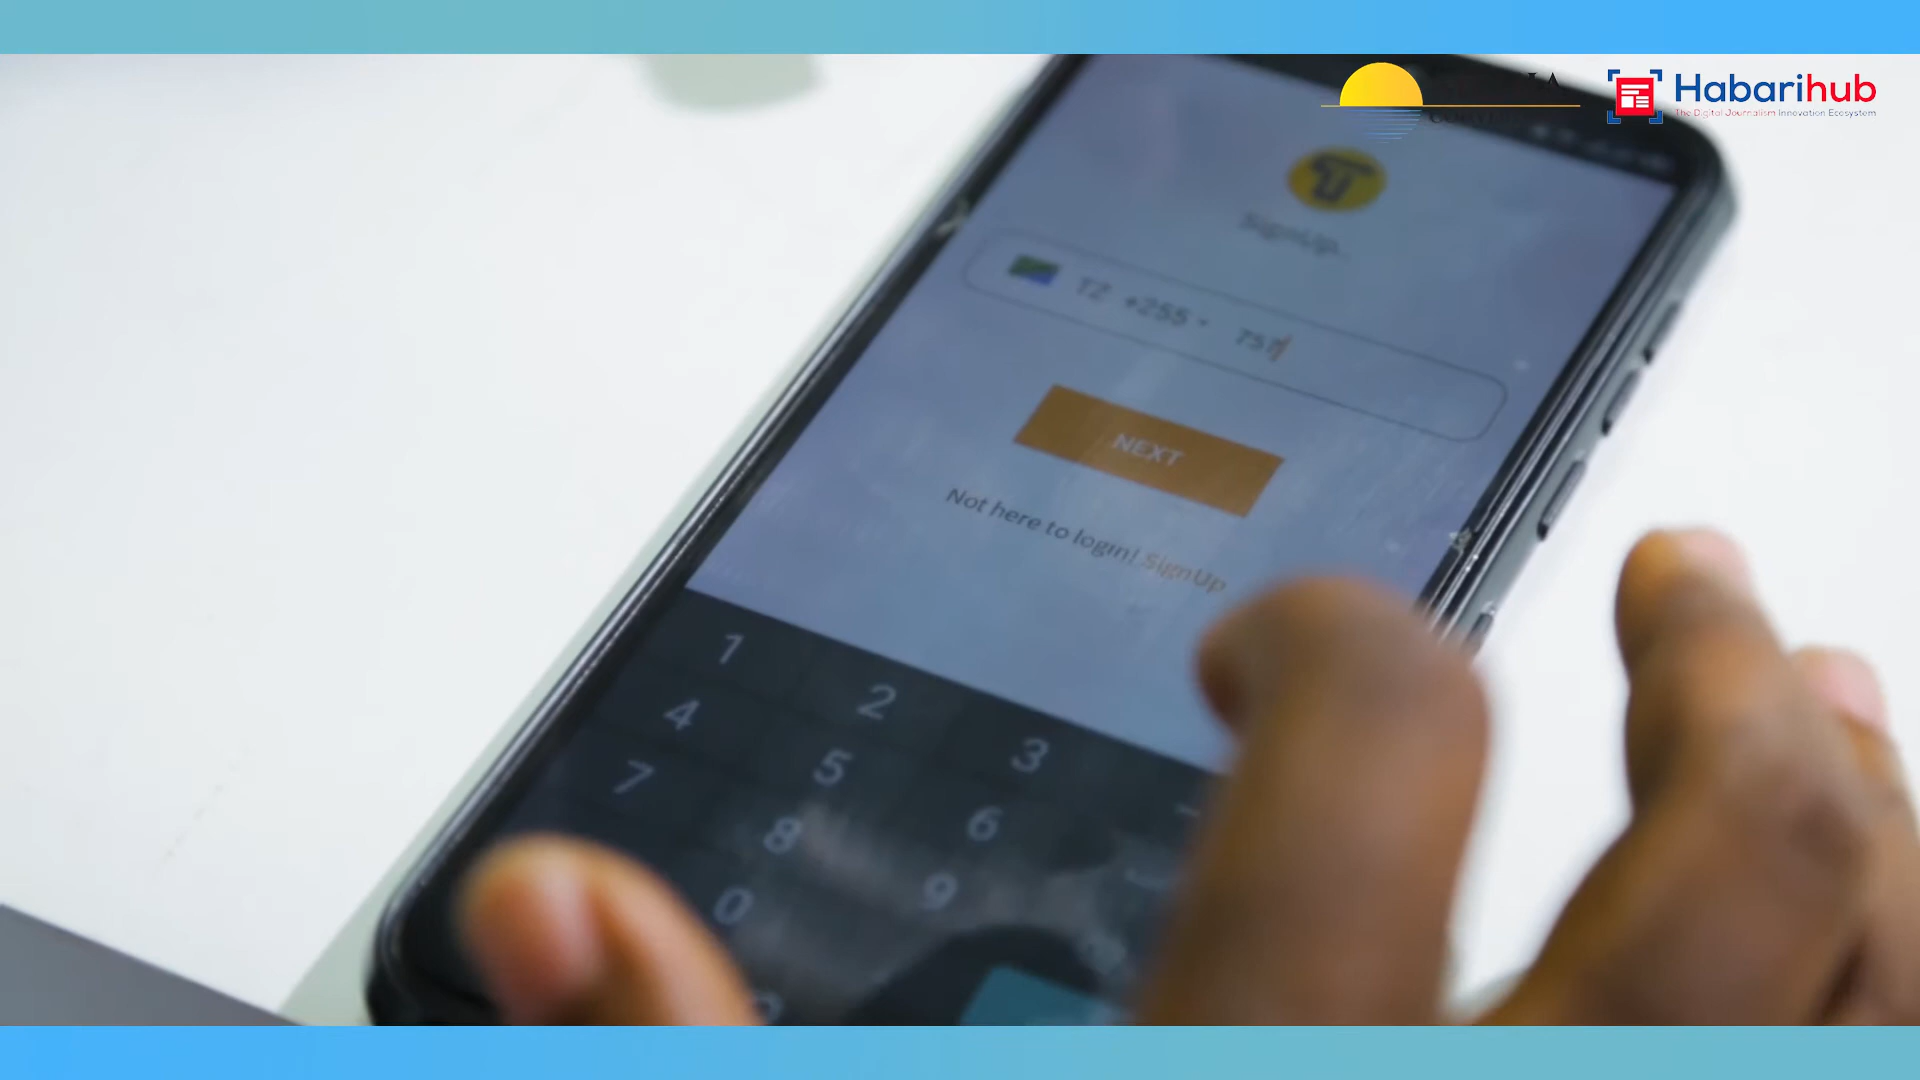 Habarihub
The Digital Journalism Innovation Ecosystem
SignUp
TZ +255
NEXT
Not here to login! SignUp
1
2
3
4
5
6
7
8
9
0